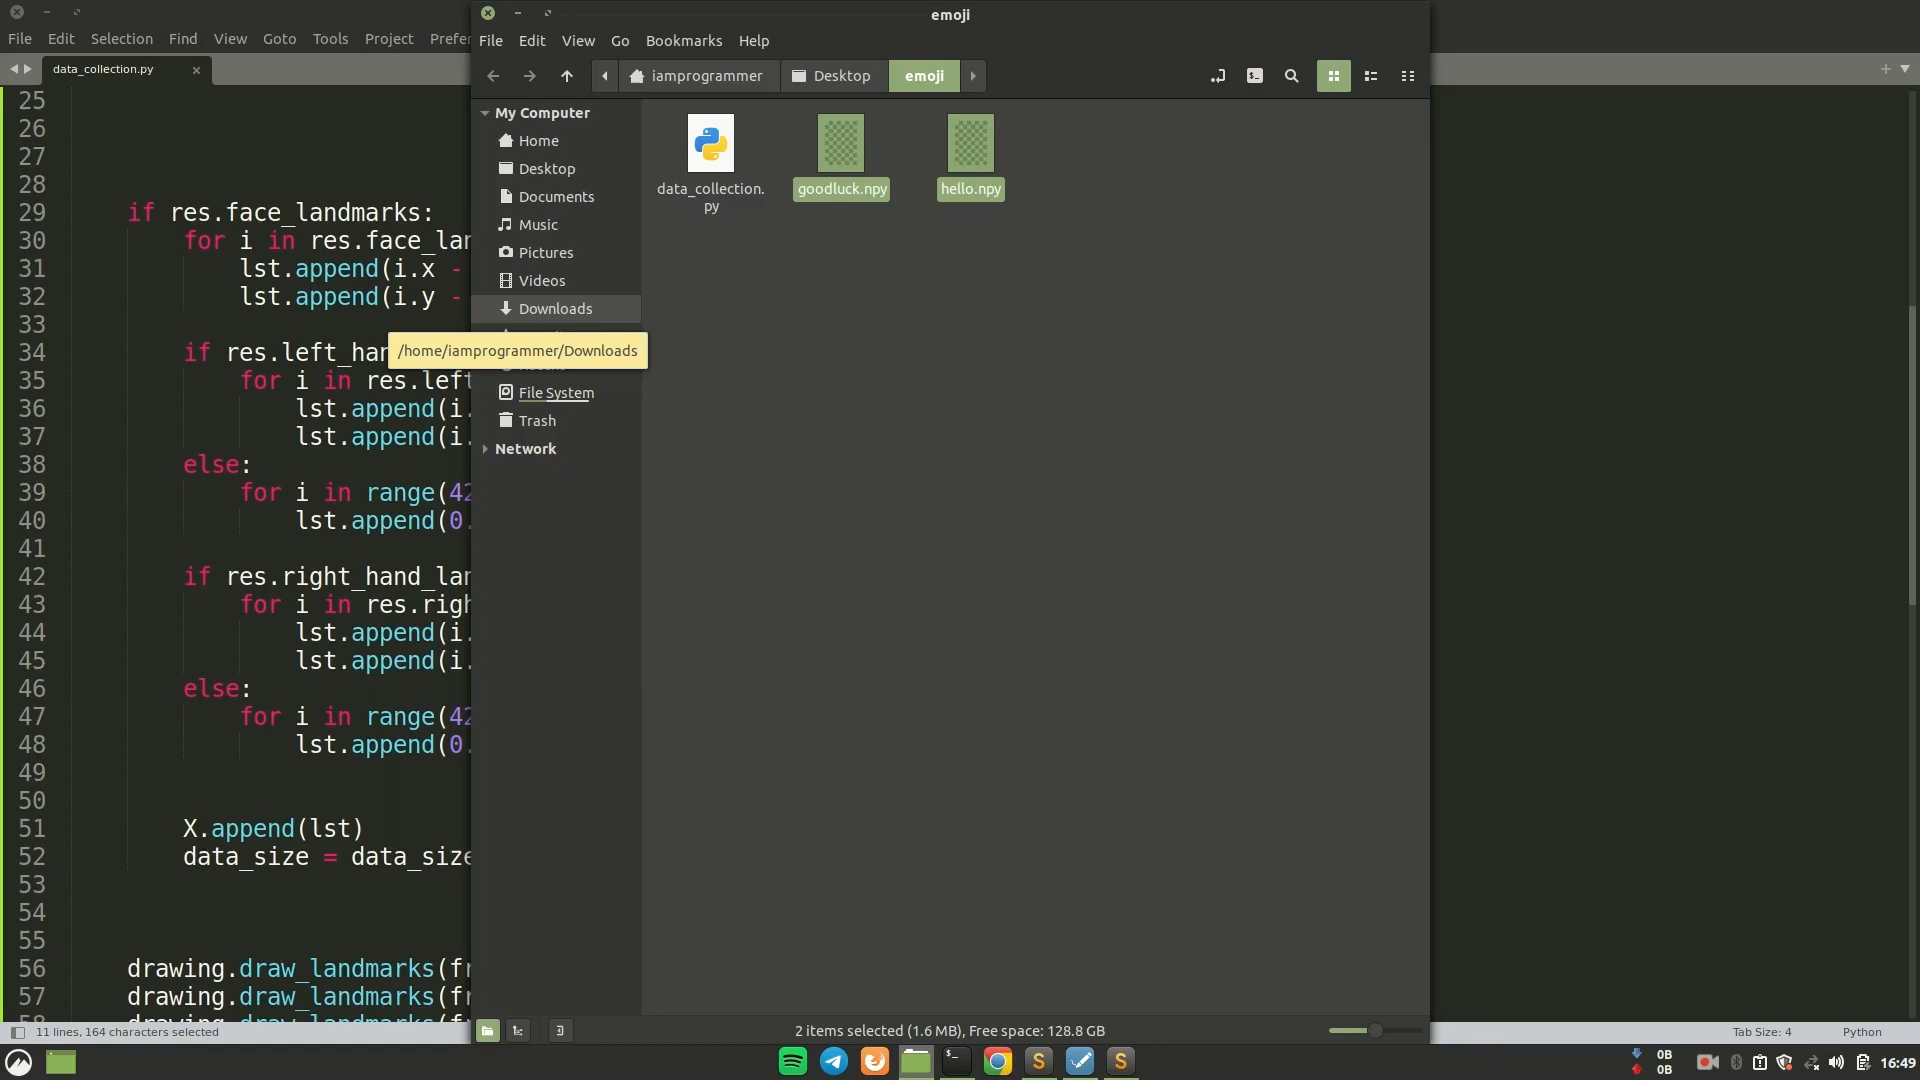 emoji
File Edit Selection Find View Goto Tools Project Prefer
File Edit View Go Bookmarks Help
data_collection.py
iamprogrammer Desktop emoji
My Computer
Home
Desktop
Documents
Music
Pictures
Videos
Downloads
/home/iamprogrammer/Downloads
File System
Trash
Network
data_collection.
py
goodluck.npy
hello.npy
25
26
27
28
29 if res.face_landmarks:
30 for i in res.face_lan
31 lst.append(i.x -
32 lst.append(i.y -
33
34 if res.left_han
35 for i in res.left
36 lst.append(i.
37 lst.append(i.
38 else:
39 for i in range(42
40 lst.append(0.
41
42 if res.right_hand_lan
43 for i in res.righ
44 lst.append(i.
45 lst.append(i.
46 else:
47 for i in range(42
48 lst.append(0.
49
50
51 X.append(lst)
52 data_size = data_size
53
54
55
56 drawing.draw_landmarks(fr
57 drawing.draw_landmarks(fr
2 items selected (1.6 MB), Free space: 128.8 GB
11 lines, 164 characters selected
Tab Size: 4 Python
0B
0B
16:49